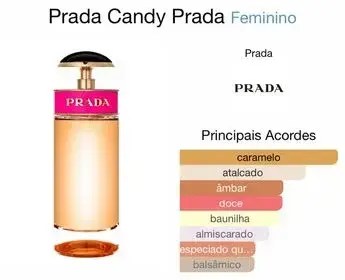 Prada Candy Prada Feminino
Prada
PRADA
PRADA
Principais Acordes
caramelo
atalcado
âmbar
doce
baunilha
almiscarado
especiado qu...
balsâmico